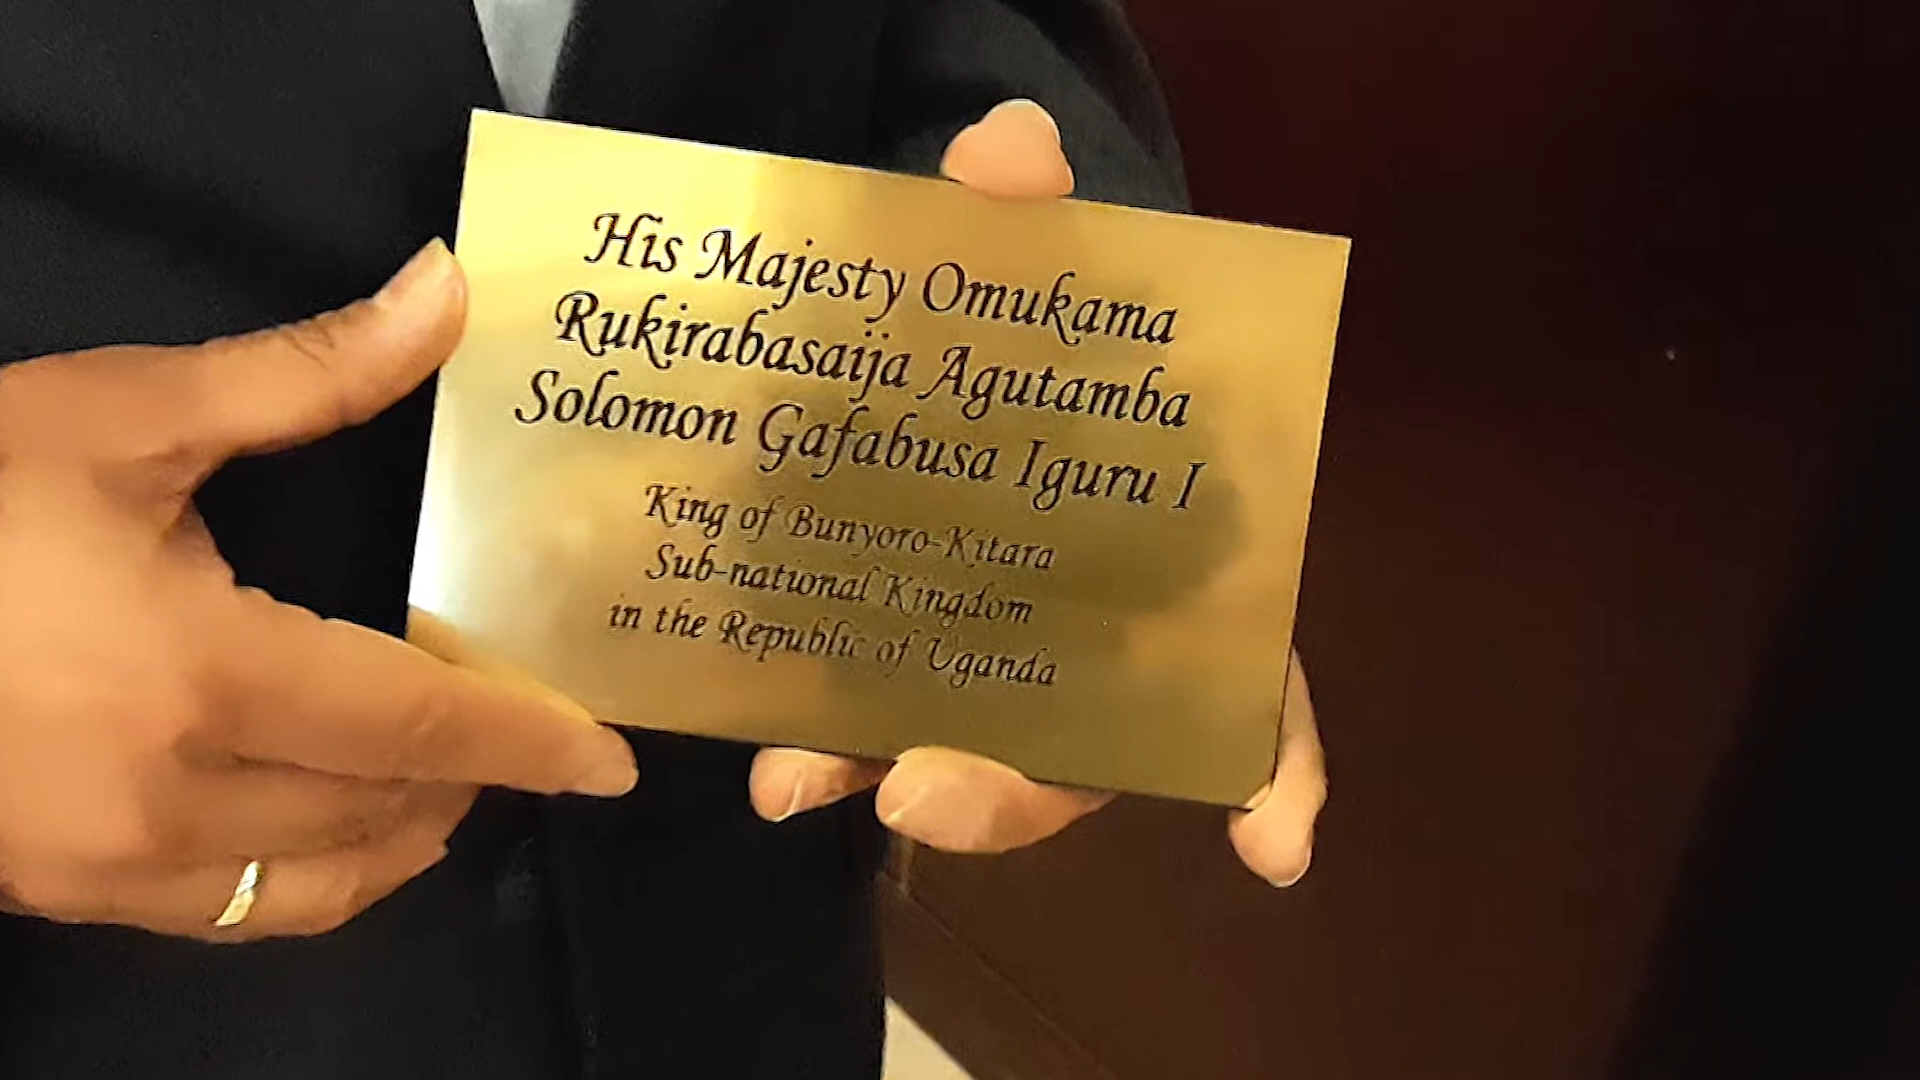 His Majesty Omukama
Rukirabasaija Agutamba
Solomon Gafabusa Iguru I
King of Bunyoro-Kitara
Sub-national Kingdom
in the Republic of Uganda